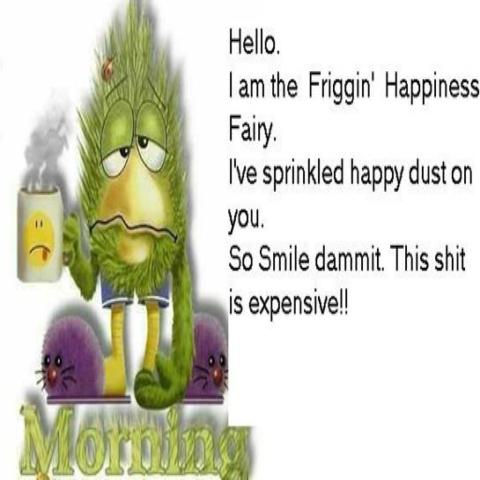 Hello.
I am the Friggin' Happiness
Fairy.
I've sprinkled happy dust on
you.
So Smile dammit. This shit
is expensive!!
Morning